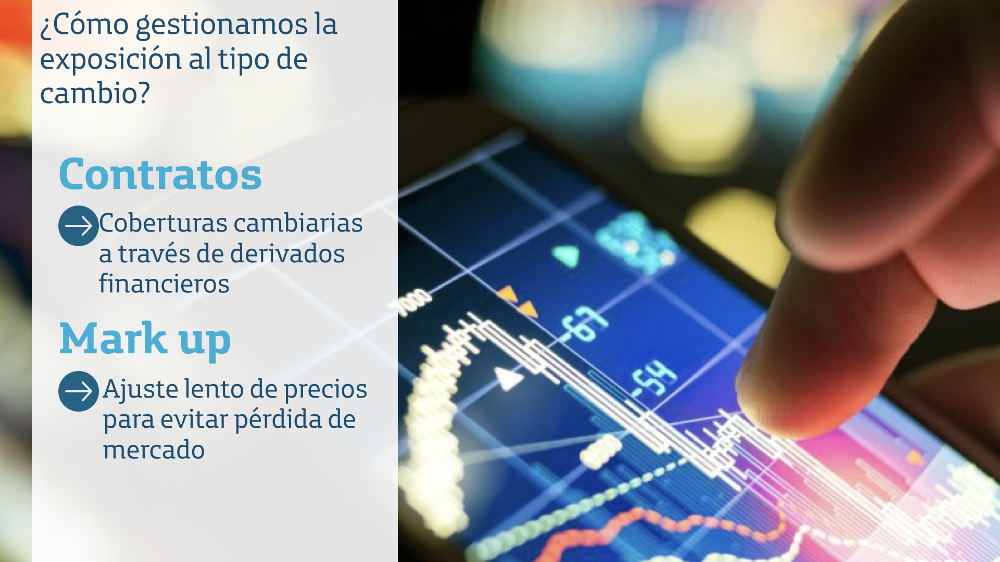 ¿Cómo gestionamos la
exposición al tipo de
cambio?
Contratos
Coberturas cambiarias
a través de derivados
financieros
Mark up
Ajuste lento de precios
para evitar pérdida de
mercado
7000
-67
-54